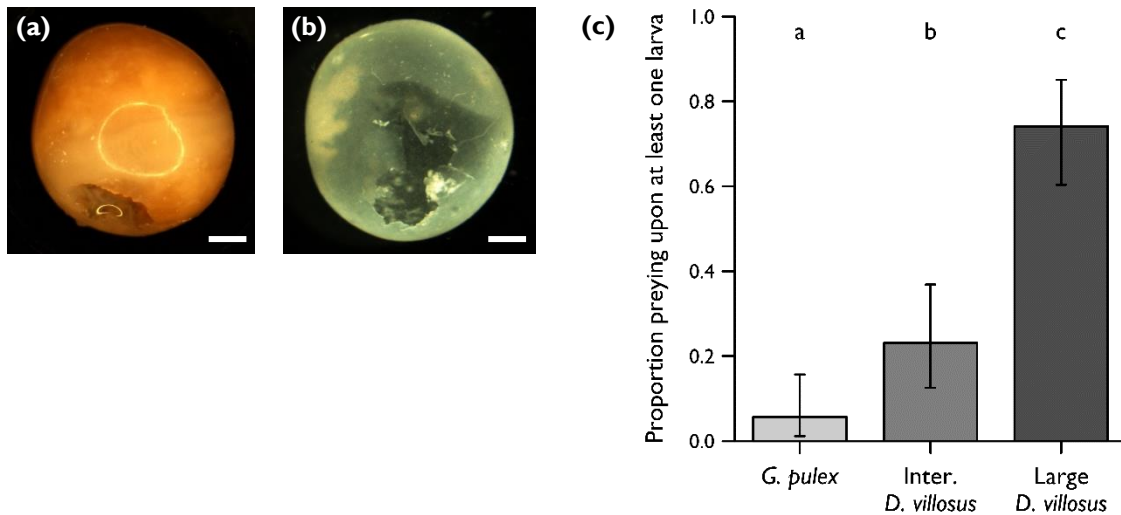 (a)
(b)
(c)
Proportion preying upon at least one larva
1.0
0.8
0.6
0.4
0.2
0.0
a
b
c
G. pulex
Inter.
D. villosus
Large
D. villosus